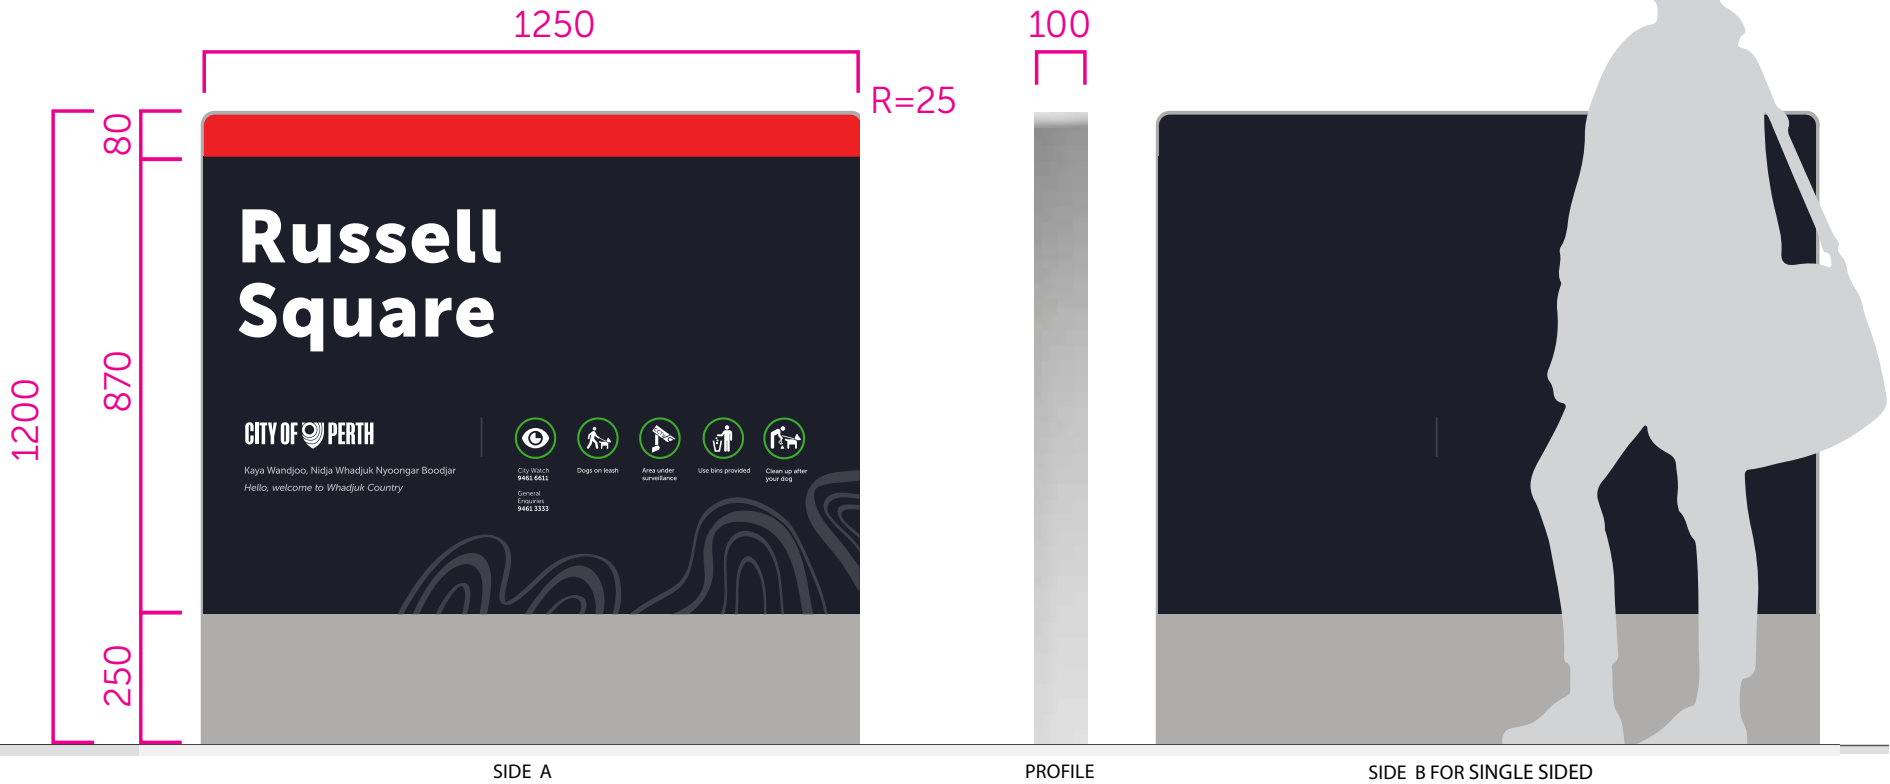 1250
100
R=25
80
870
1200
250
Russell
Square
CITY OF PERTH
Kaya Wandjoo, Nidja Whadjuk Nyoongar Boodjar
Hello, welcome to Whadjuk Country
City Watch
9461 6611
General
Enquiries
9461 3333
Dogs on leash
Area under
surveillance
Use bins provided
Clean up after
your dog
SIDE A
PROFILE
SIDE B FOR SINGLE SIDED